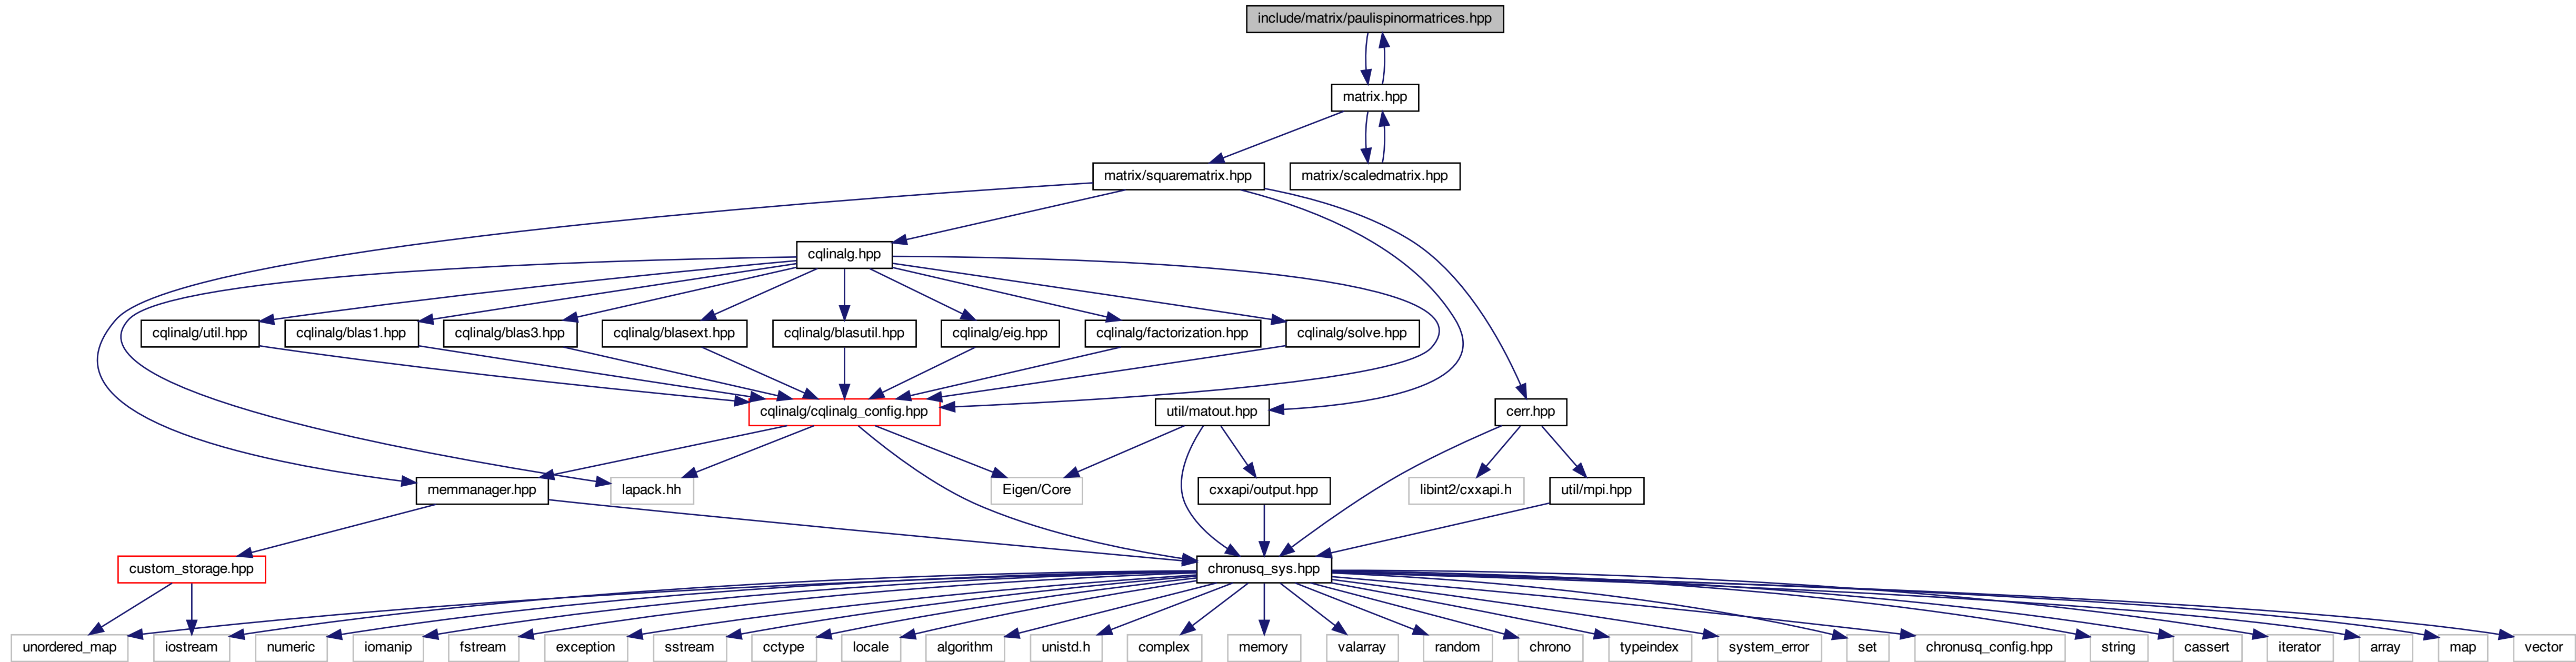 include/matrix/paulispinormatrices.hpp
matrix.hpp
matrix/squarematrix.hpp
matrix/scaledmatrix.hpp
cqlinalg.hpp
cqlinalg/util.hpp
cqlinalg/blas1.hpp
cqlinalg/blas3.hpp
cqlinalg/blasext.hpp
cqlinalg/blasutil.hpp
cqlinalg/eig.hpp
cqlinalg/factorization.hpp
cqlinalg/solve.hpp
cqlinalg/cqlinalg_config.hpp
util/matout.hpp
cerr.hpp
memmanager.hpp
lapack.hh
Eigen/Core
cxxapi/output.hpp
libint2/cxxapi.h
util/mpi.hpp
custom_storage.hpp
chronusq_sys.hpp
unordered_map
iostream
numeric
iomanip
fstream
exception
sstream
cctype
locale
algorithm
unistd.h
complex
memory
valarray
random
chrono
typeindex
system_error
set
chronusq_config.hpp
string
cassert
iterator
array
map
vector